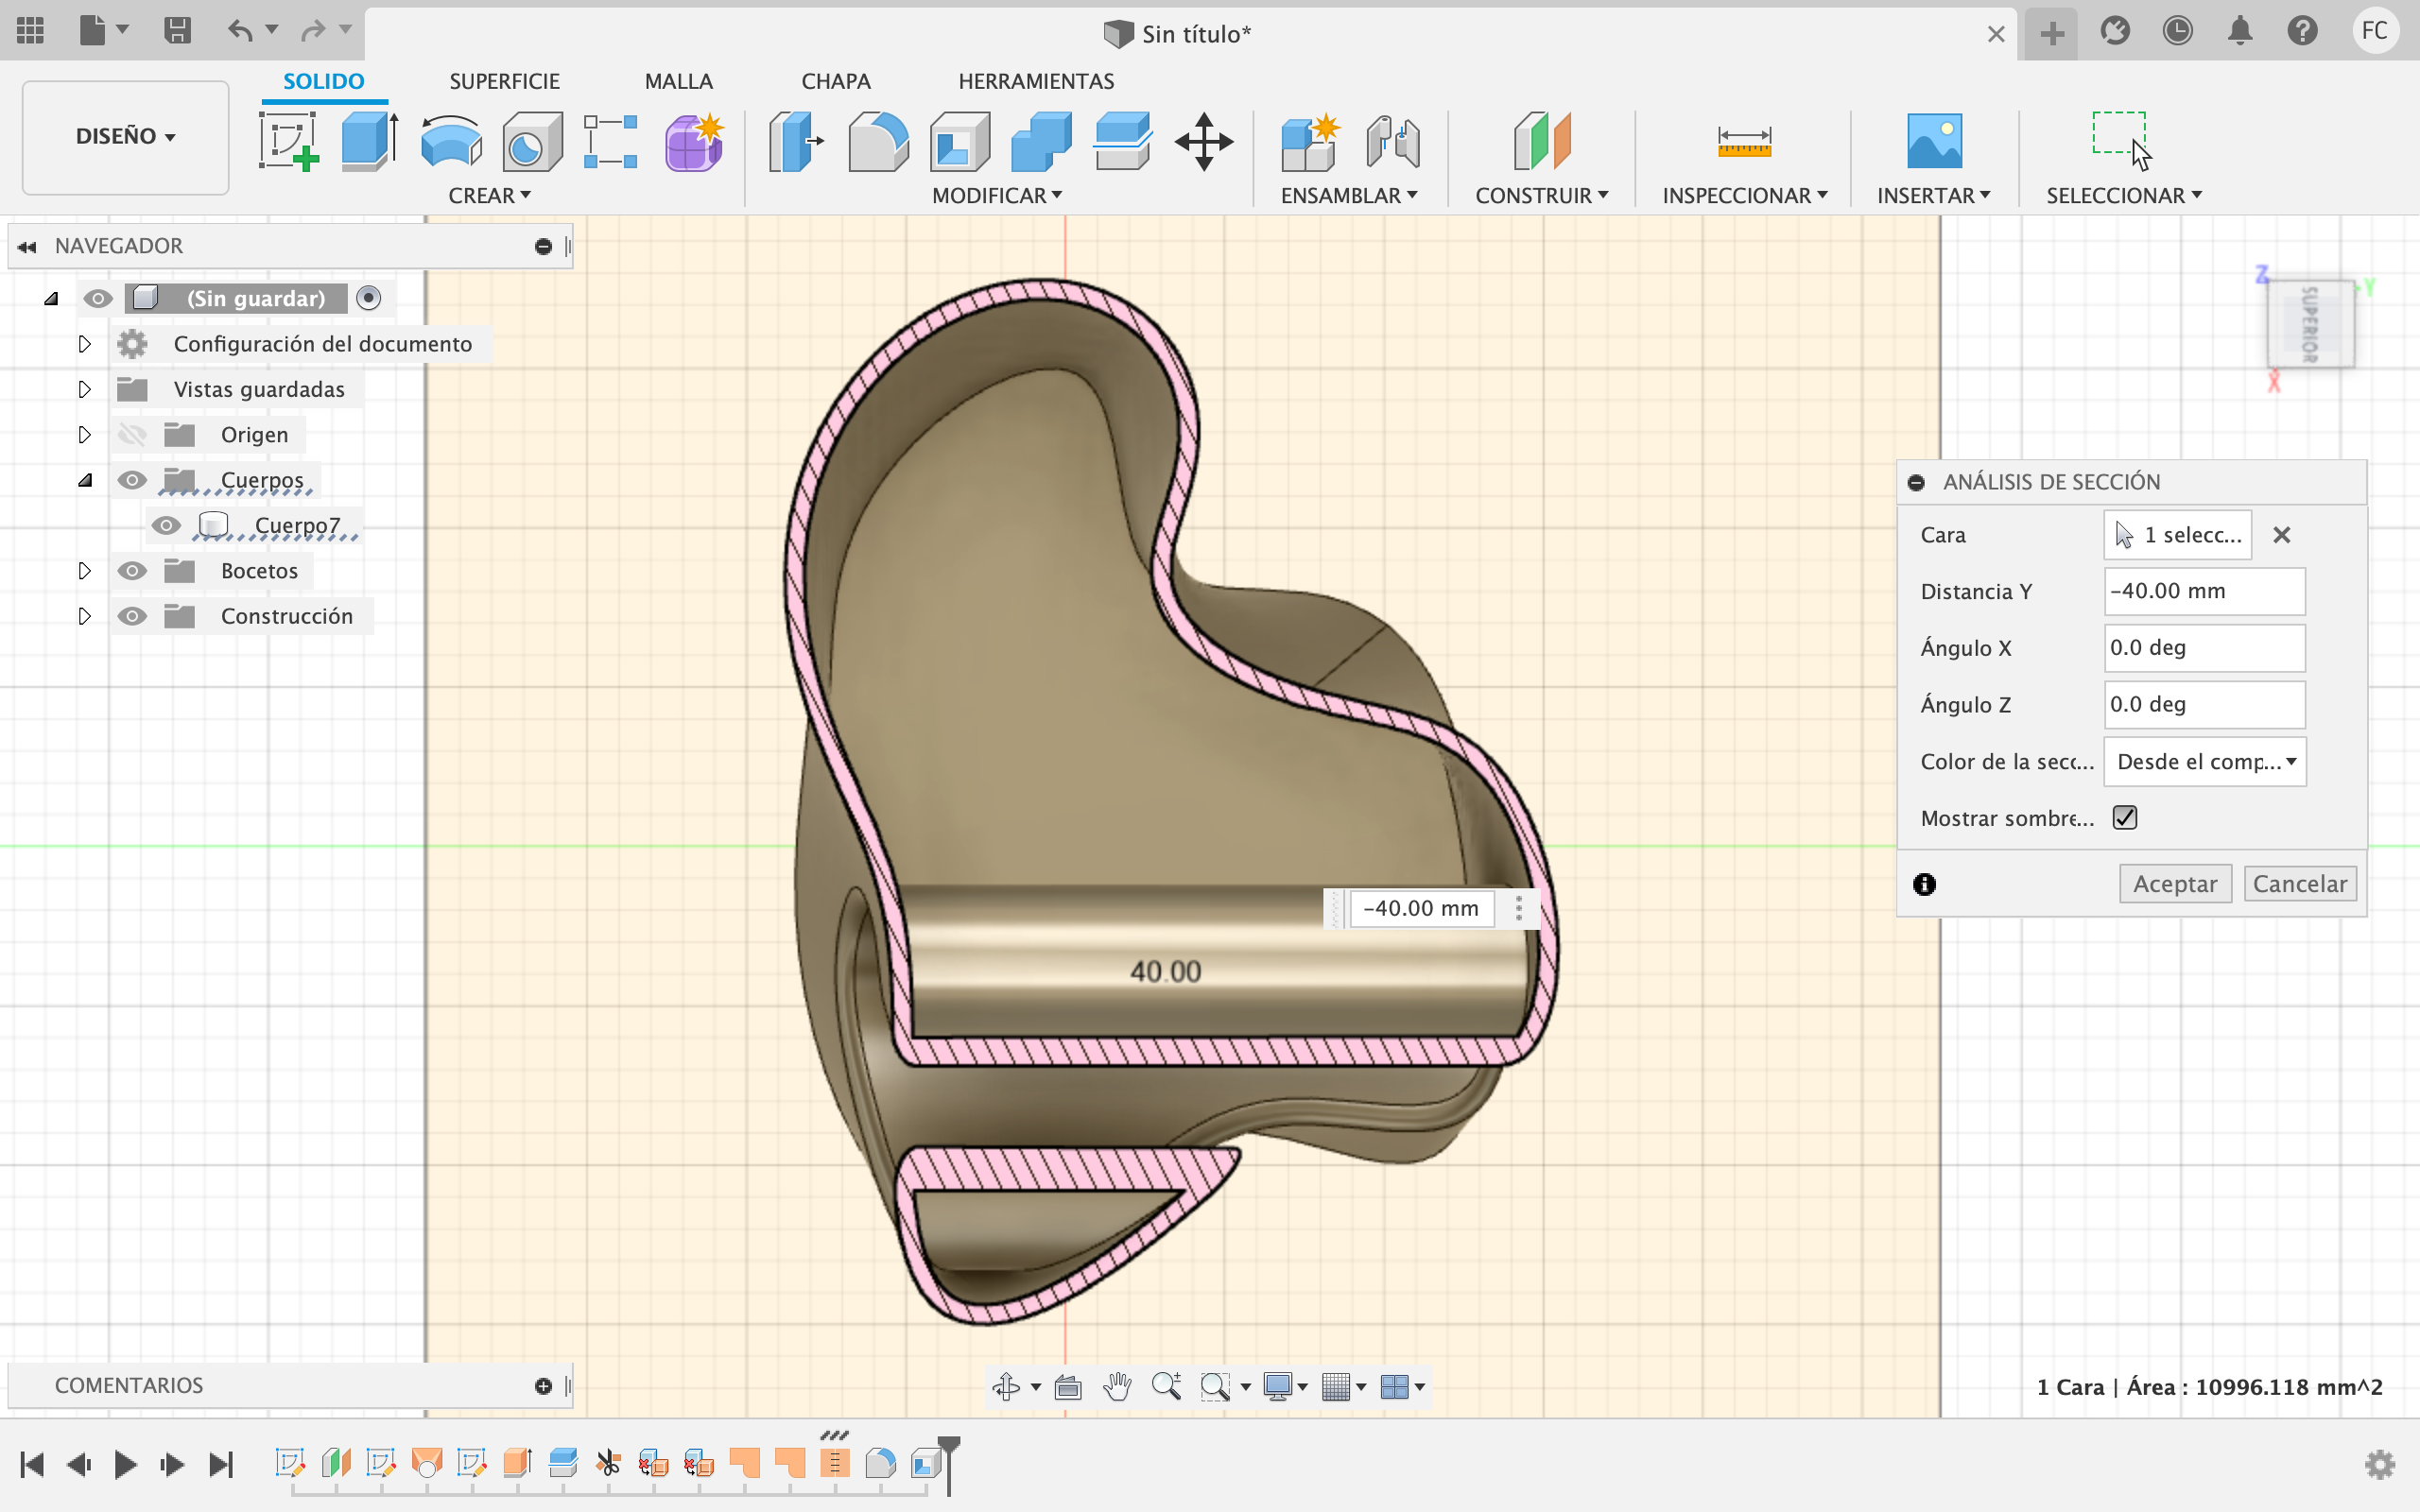 Sin título*
FC
SOLIDO
SUPERFICIE
MALLA
CHAPA
HERRAMIENTAS
DISEÑO
CREAR
MODIFICAR
ENSAMBLAR
CONSTRUIR
INSPECCIONAR
INSERTAR
SELECCIONAR
NAVEGADOR
(Sin guardar)
Configuración del documento
Vistas guardadas
Origen
Cuerpos
Cuerpo7
Bocetos
Construcción
Z
Y
SUPERIOR
X
ANÁLISIS DE SECCIÓN
Cara 1 selecc...
Distancia Y -40.00 mm
Ángulo X 0.0 deg
Ángulo Z 0.0 deg
Color de la secc... Desde el comp...
Mostrar sombre...
Aceptar Cancelar
-40.00 mm
40.00
COMENTARIOS
1 Cara | Área : 10996.118 mm^2